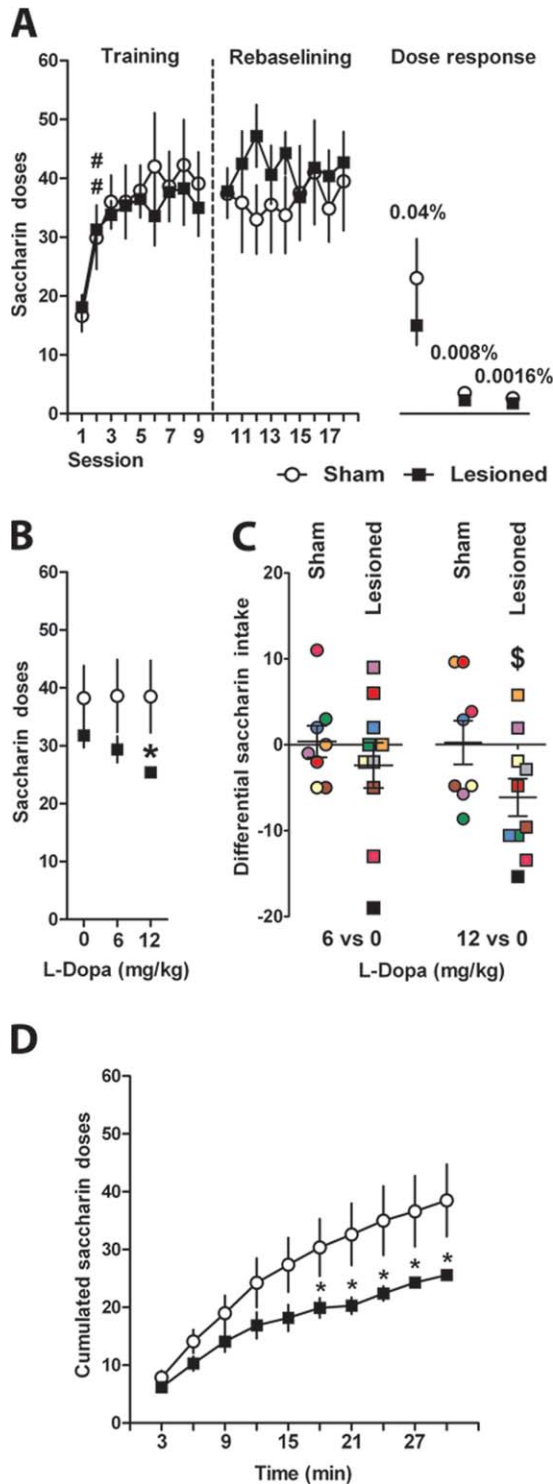 A
Training
Rebaselining
Dose response
Saccharin doses
60
50
40
30
20
10
0
#
#
0.04%
0.008%
0.0016%
1 3 5 7 9 11 13 15 17
Session
Sham Lesioned
B
Saccharin doses
60
50
40
30
20
10
0
*
0 6 12
L-Dopa (mg/kg)
C
Sham
Lesioned
Sham
Lesioned
Differential saccharin intake
20
10
0
-10
-20
$
6 vs 0 12 vs 0
L-Dopa (mg/kg)
D
Cumulated saccharin doses
60
50
40
30
20
10
0
* * * * *
3 9 15 21 27
Time (min)